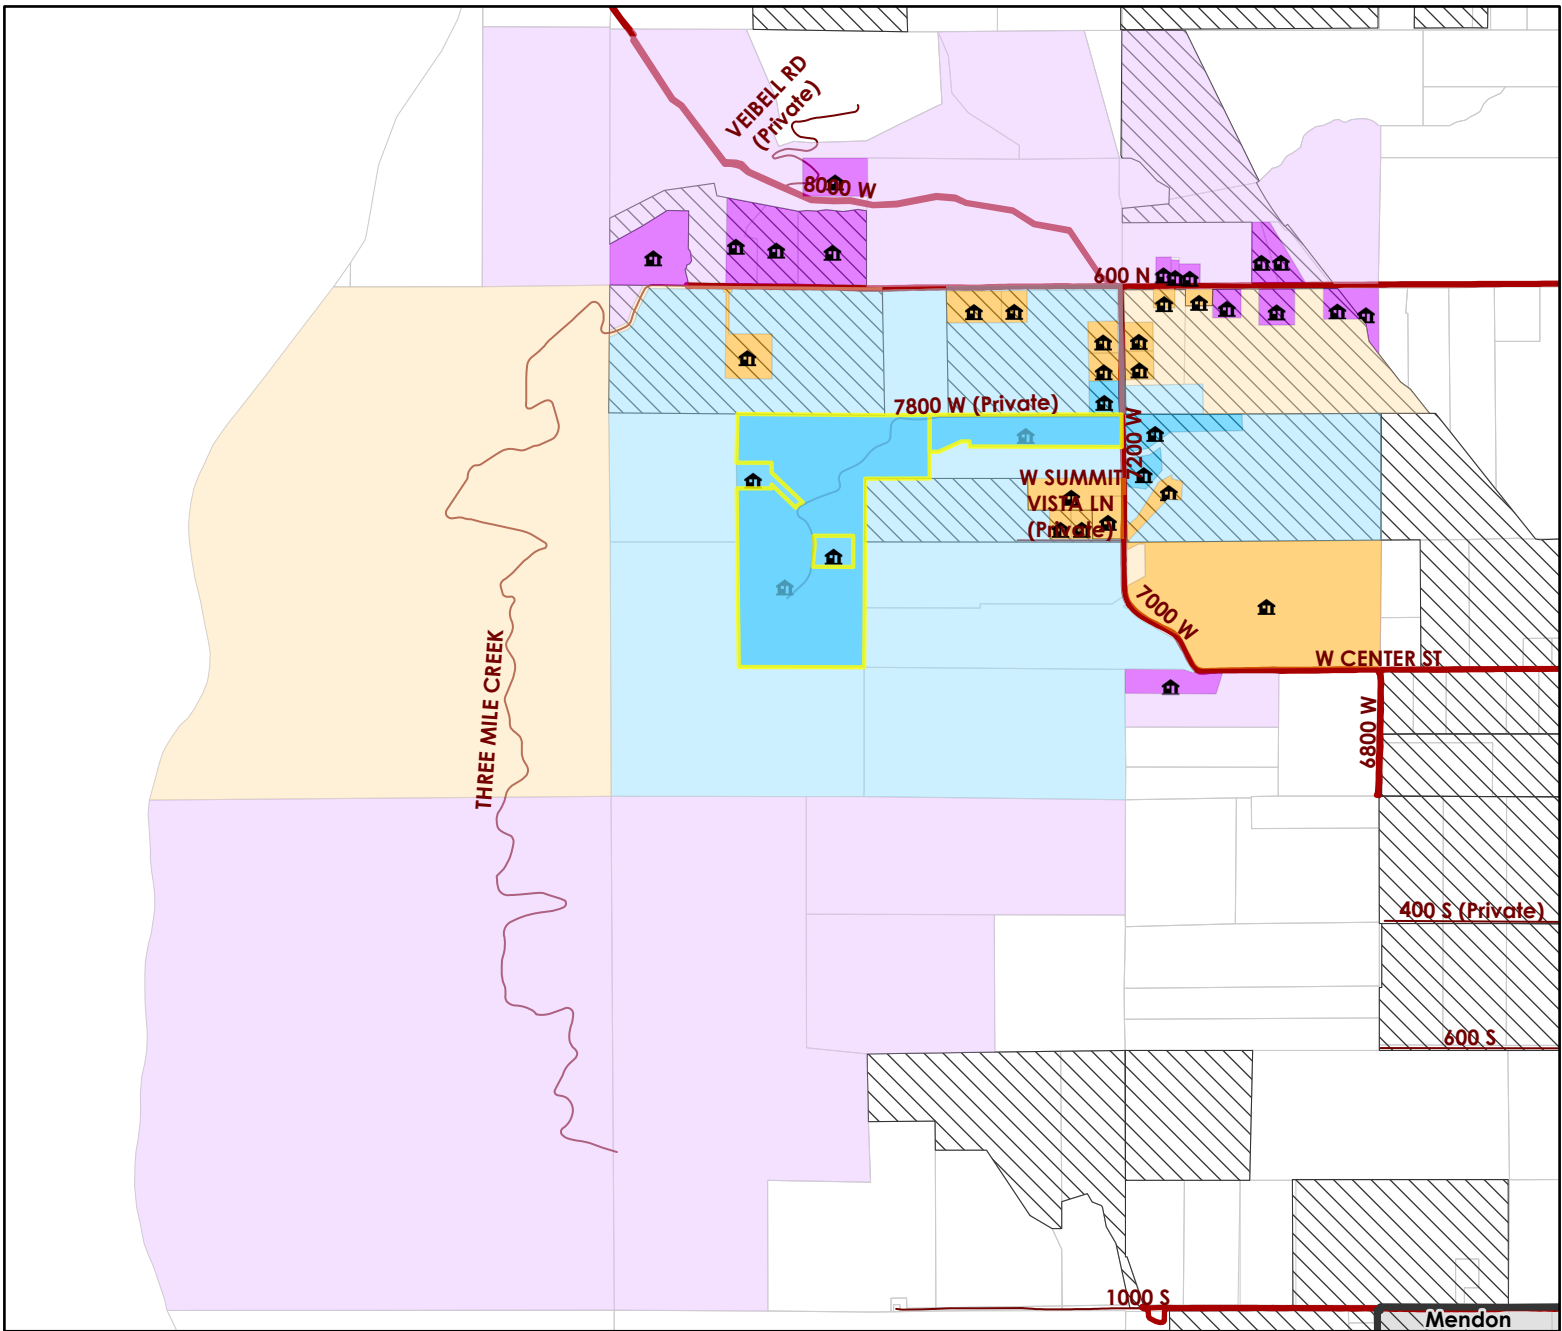 VEIBELL RD
(Private)
8000 W
600 N
7800 W (Private)
7200 W
W SUMMIT
VISTA LN
(Private)
7000 W
W CENTER ST
THREE MILE CREEK
6800 W
400 S (Private)
600 S
1000 S
Mendon